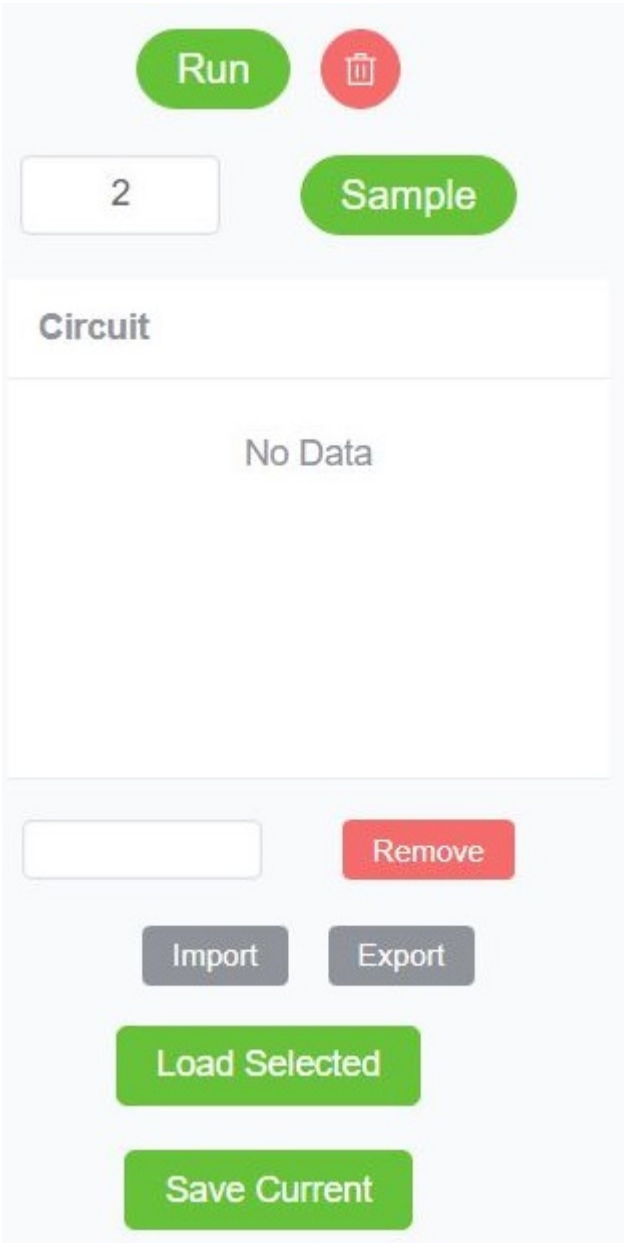 Run
2 Sample
Circuit
No Data
Remove
Import Export
Load Selected
Save Current